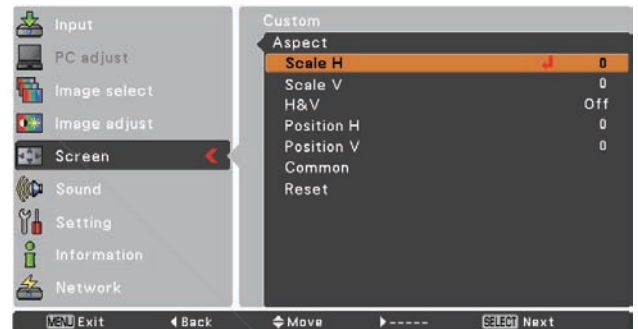 Input
PC adjust
Image select
Image adjust
Screen
Sound
Setting
Information
Network
Custom
Aspect
Scale H 0
Scale V 0
H&V Off
Position H 0
Position V 0
Common
Reset
MENU Exit ◀Back ◆Move ▶----- SELECT Next